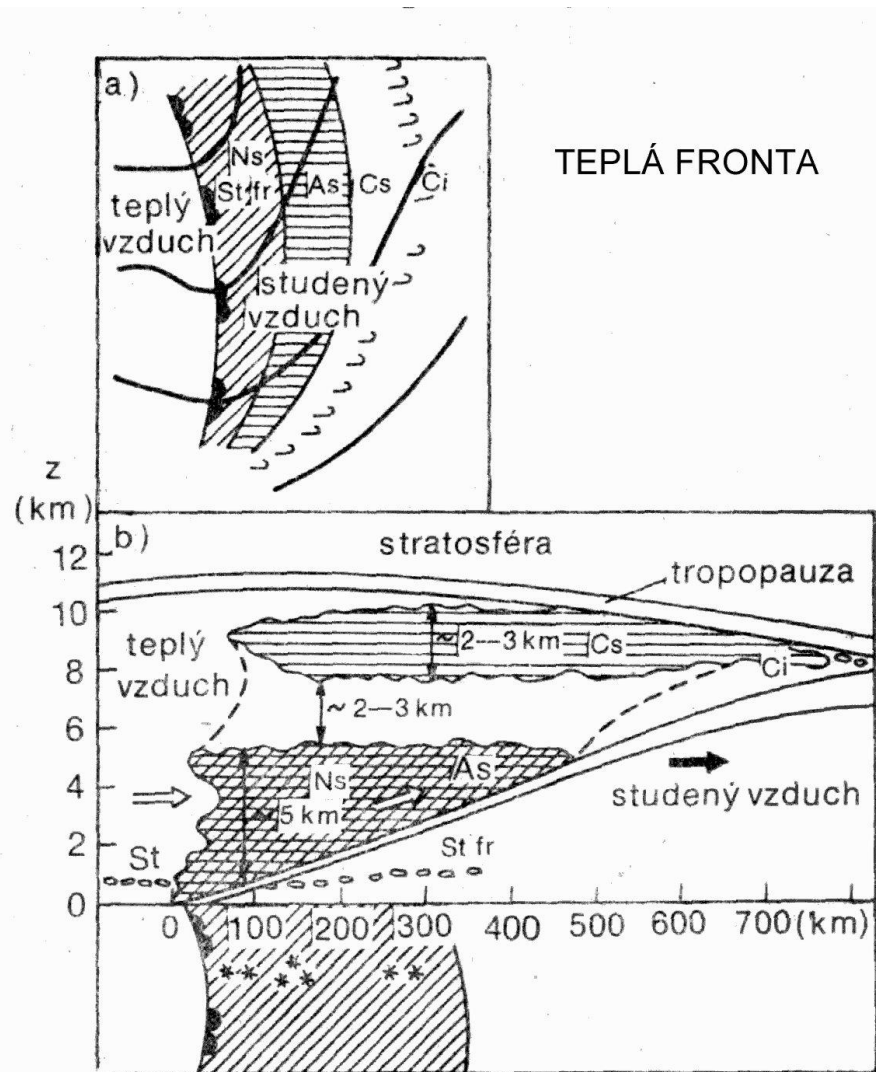 TEPLÁ FRONTA
a)
Ns
St fr
As
Cs
Ci
teplý
vzduch
studený
vzduch
z
(km)
b)
stratosféra
tropopauza
12
10
8
6
4
2
0
teplý
vzduch
~ 2—3 km
Cs
Ci
~ 2—3 km
Ns
As
~ 5 km
studený vzduch
St
St fr
0 100 200 300 400 500 600 700 (km)